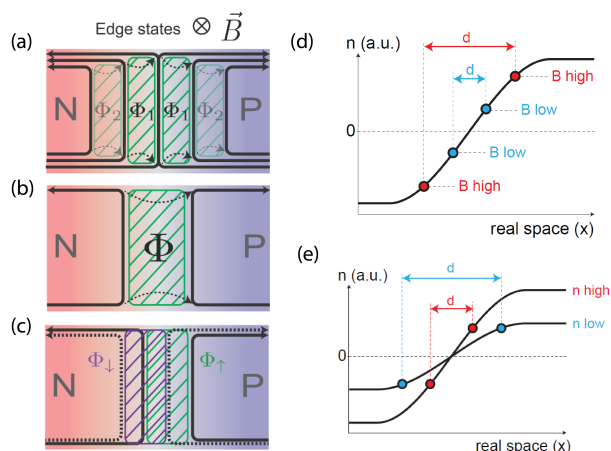 Edge states ⊗ B⃗
(a)
N Φ₂ Φ₁ Φ₁ Φ₂ P
(b)
N Φ P
(c)
N Φ↓ Φ↑ P
(d)
n (a.u.)
d
d
B high
B low
0
B low
B high
real space (x)
(e)
n (a.u.)
d
n high
d
n low
0
real space (x)